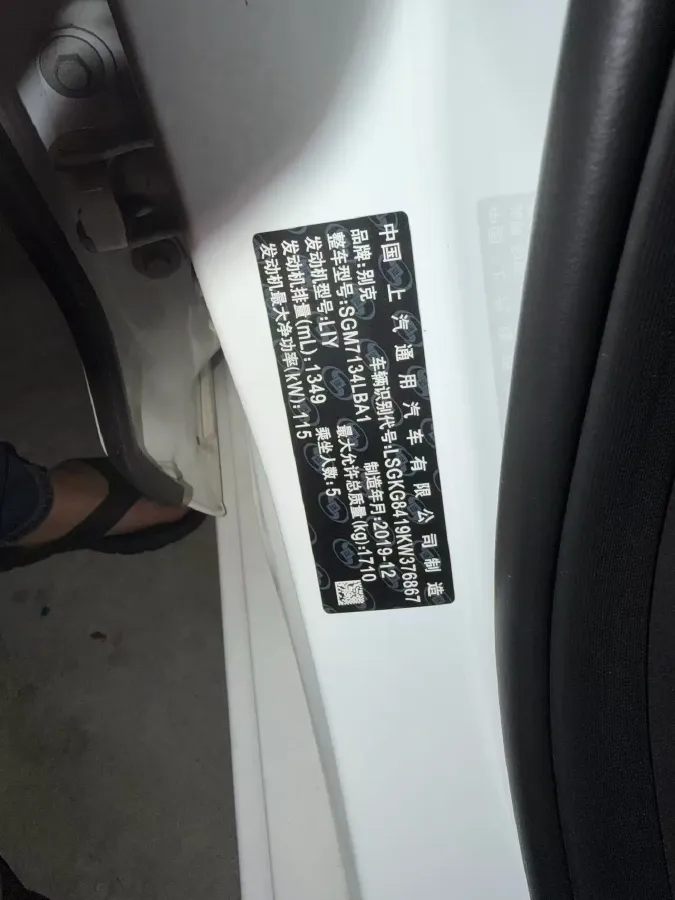 中国 上汽通用汽车有限公司制造
品牌:别克 车辆识别代号:LSGKG8419KW376867
整车型号:SGM7134LBA1 制造年月:2019-12
发动机型号:LIY 最大允许总质量(kg):1710
发动机排量(mL):1349 乘坐人数:5
发动机最大净功率(kW):115